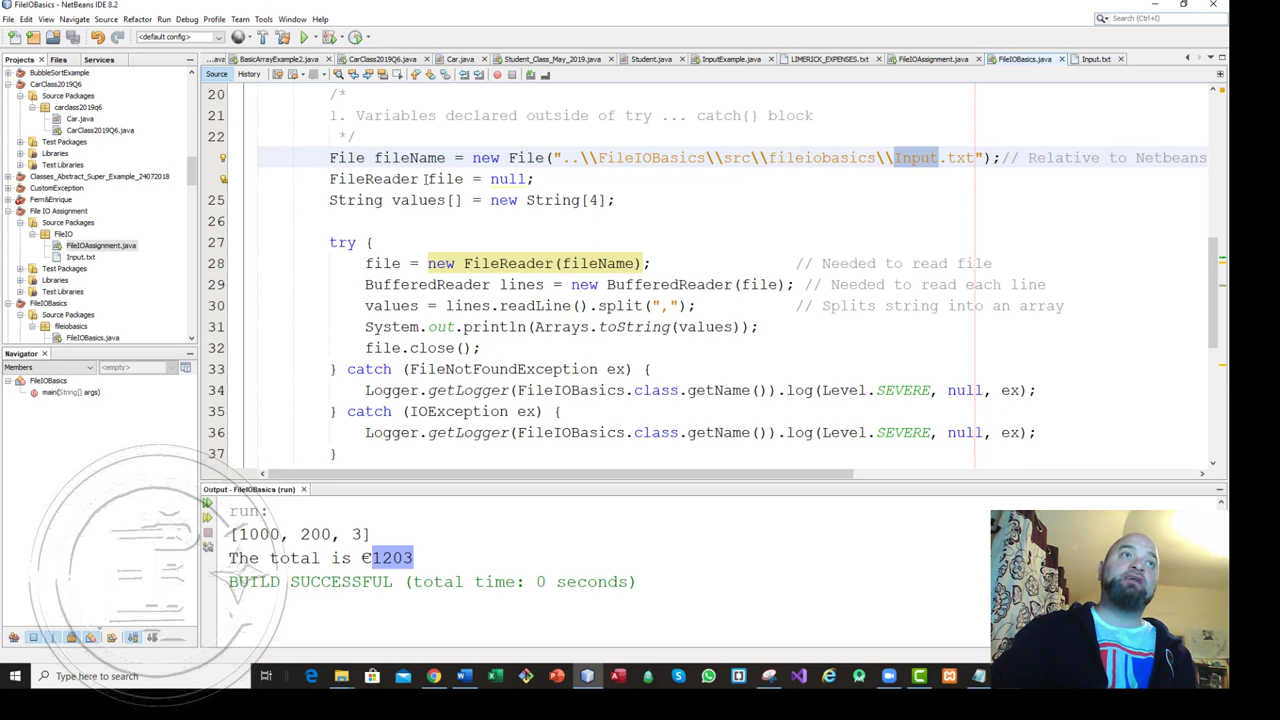 FileIOBasics - NetBeans IDE 8.2
File Edit View Navigate Source Refactor Run Debug Profile Team Tools Window Help
Search (Ctrl+I)
<default config>
Projects Files Services
...ava BasicArrayExample2.java CarClass2019Q6.java Car.java Student_Class_May_2019.java Student.java InputExample.java LIMERICK_EXPENSES.txt FileIOAssignment.java FileIOBasics.java Input.txt
Source History
BubbleSortExample
CarClass2019Q6
Source Packages
carclass2019q6
Car.java
CarClass2019Q6.java
Test Packages
Libraries
Test Libraries
Classes_Abstract_Super_Example_24072018
CustomException
Fern&Enrique
File IO Assignment
Source Packages
FileIO
FileIOAssignment.java
Input.txt
Test Packages
Libraries
Test Libraries
FileIOBasics
Source Packages
fileiobasics
FileIOBasics.java
Navigator
Members <empty>
FileIOBasics
main(String[] args)
20 /*
21 1. Variables declared outside of try ... catch{} block
22 */
File fileName = new File("..\\FileIOBasics\\src\\fileiobasics\\Input.txt");// Relative to Netbeans
FileReader file = null;
25 String values[] = new String[4];
26
27 try {
28 file = new FileReader(fileName); // Needed to read file
29 BufferedReader lines = new BufferedReader(file); // Needed to read each line
30 values = lines.readLine().split(","); // Splits string into an array
31 System.out.println(Arrays.toString(values));
32 file.close();
33 } catch (FileNotFoundException ex) {
34 Logger.getLogger(FileIOBasics.class.getName()).log(Level.SEVERE, null, ex);
35 } catch (IOException ex) {
36 Logger.getLogger(FileIOBasics.class.getName()).log(Level.SEVERE, null, ex);
37 }
Output - FileIOBasics (run)
run:
[1000, 200, 3]
The total is €1203
BUILD SUCCESSFUL (total time: 0 seconds)
Type here to search